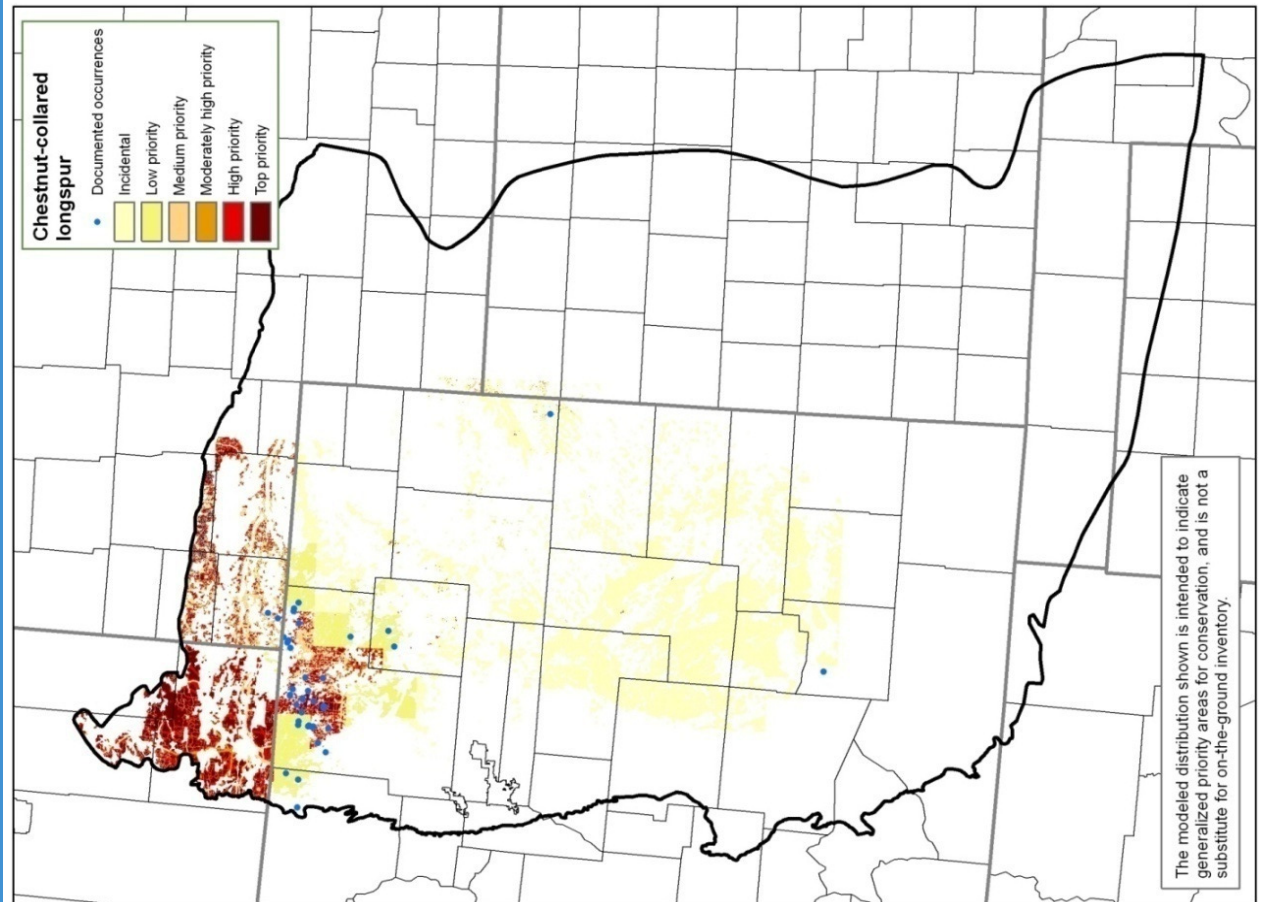 Chestnut-collared
longspur
Documented occurrences
Incidental
Low priority
Medium priority
Moderately high priority
High priority
Top priority
The modeled distribution shown is intended to indicate
generalized priority areas for conservation, and is not a
substitute for on-the-ground inventory.